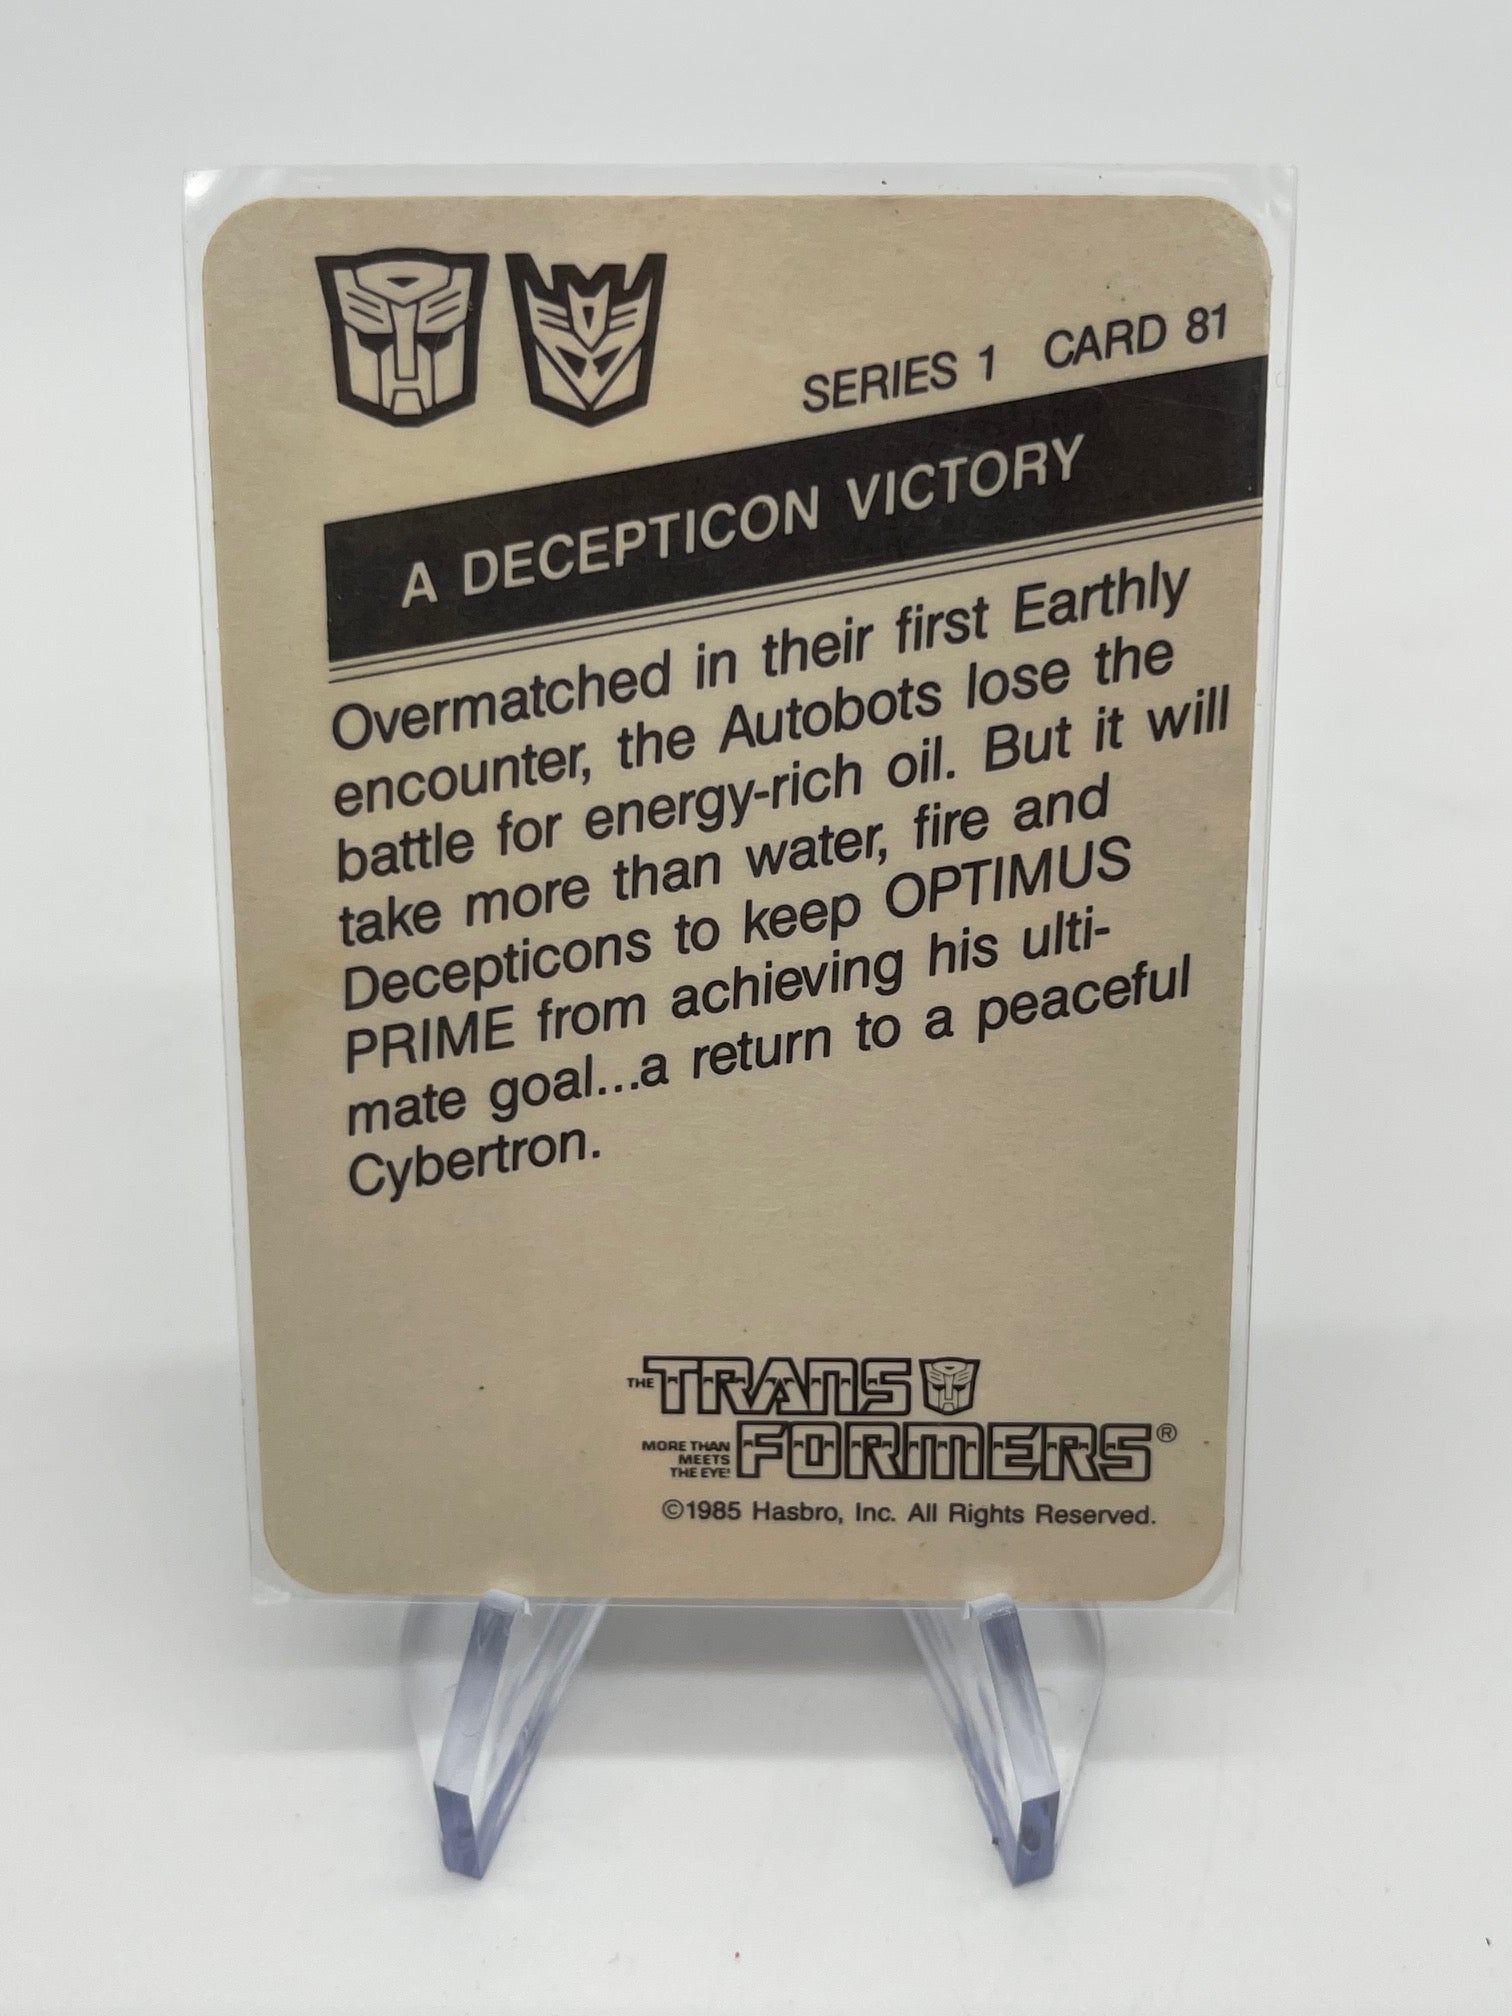 SERIES 1 CARD 81
A DECEPTICON VICTORY
Overmatched in their first Earthly
encounter, the Autobots lose the
battle for energy-rich oil. But it will
take more than water, fire and
Decepticons to keep OPTIMUS
PRIME from achieving his ulti-
mate goal...a return to a peaceful
Cybertron.
THE TRANS
MORE THAN
MEETS
THE EYE!
FORMERS®
©1985 Hasbro, Inc. All Rights Reserved.